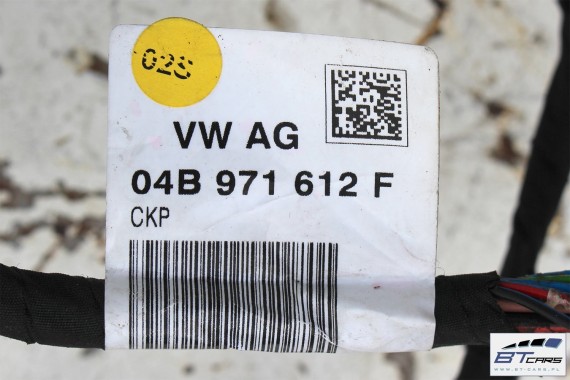 02S
VW AG
04B 971 612 F
CKP
BT CARS
WWW.BT-CARS.PL